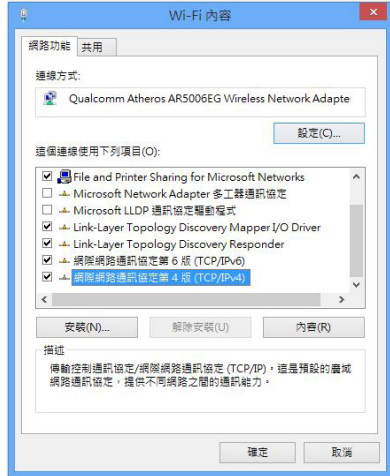 Wi-Fi 內容
網路功能 共用
連線方式:
Qualcomm Atheros AR5006EG Wireless Network Adapte
設定(C)...
這個連線使用下列項目(O):
File and Printer Sharing for Microsoft Networks
Microsoft Network Adapter 多工器通訊協定
Microsoft LLDP 通訊協定驅動程式
Link-Layer Topology Discovery Mapper I/O Driver
Link-Layer Topology Discovery Responder
網際網路通訊協定第 6 版 (TCP/IPv6)
網際網路通訊協定第 4 版 (TCP/IPv4)
安裝(N)... 解除安裝(U) 內容(R)
描述
傳輸控制通訊協定/網際網路通訊協定 (TCP/IP)。這是預設的廣域
網路通訊協定，提供不同網路之間的通訊能力。
確定 取消